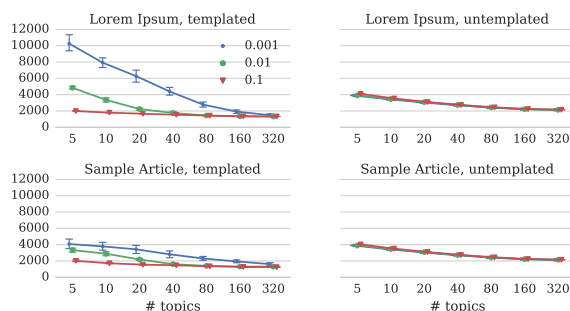 Lorem Ipsum, templated
Lorem Ipsum, untemplated
12000
10000
8000
6000
4000
2000
0
0.001
0.01
0.1
5 10 20 40 80 160 320
5 10 20 40 80 160 320
Sample Article, templated
Sample Article, untemplated
12000
10000
8000
6000
4000
2000
0
5 10 20 40 80 160 320
5 10 20 40 80 160 320
# topics
# topics